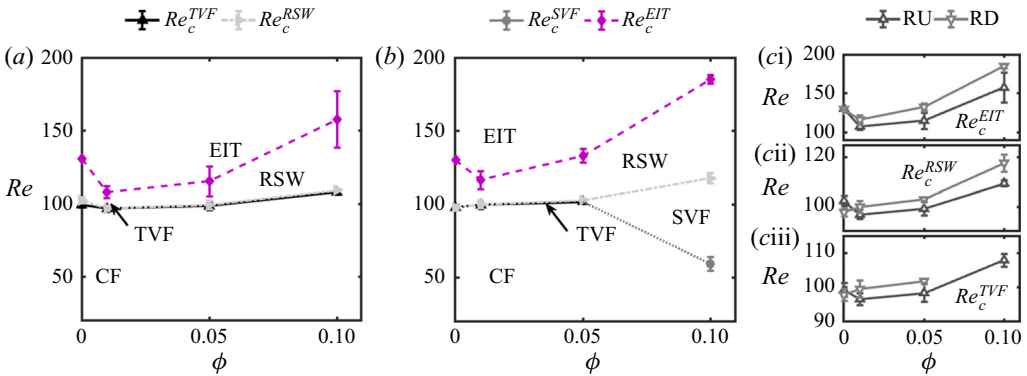 Re_c^{TVF} Re_c^{RSW} Re_c^{SVF} Re_c^{EIT} RU RD
(a)
200
150
Re 100
50
EIT
RSW
TVF
CF
0 0.05 0.10
ϕ
(b)
200
150
100
50
EIT
RSW
SVF
TVF
CF
0 0.05 0.10
ϕ
(ci)
200
Re 150
100
Re_c^{EIT}
(cii)
120
Re
100
Re_c^{RSW}
(ciii)
110
Re 100
90
Re_c^{TVF}
0 0.05 0.10
ϕ